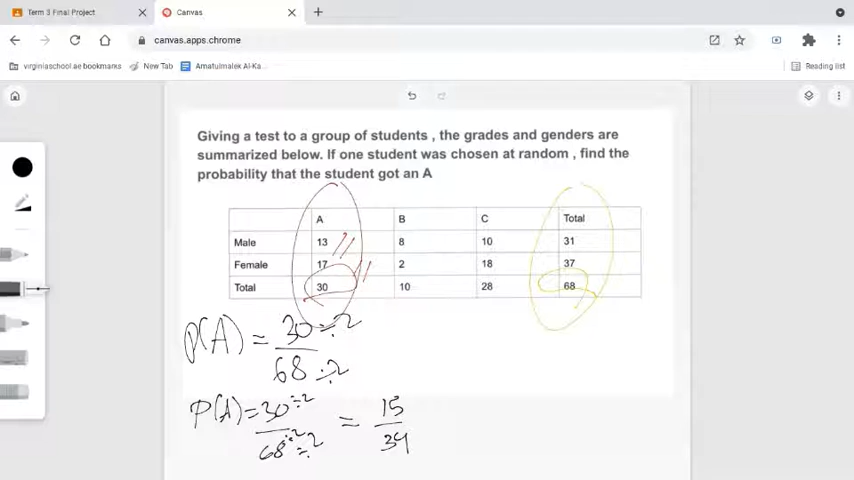 Term 3 Final Project
Canvas
canvas.apps.chrome
virginiaschool.ae bookmarks
New Tab
Amatulmalek Al-Ka...
Reading list
Giving a test to a group of students , the grades and genders are
summarized below. If one student was chosen at random , find the
probability that the student got an A
A B C Total
Male 13 8 10 31
Female 17 2 18 37
Total 30 10 28 68
P(A) = 30÷2
68÷2
P(A) = 30÷2 = 15
68÷2÷2 34